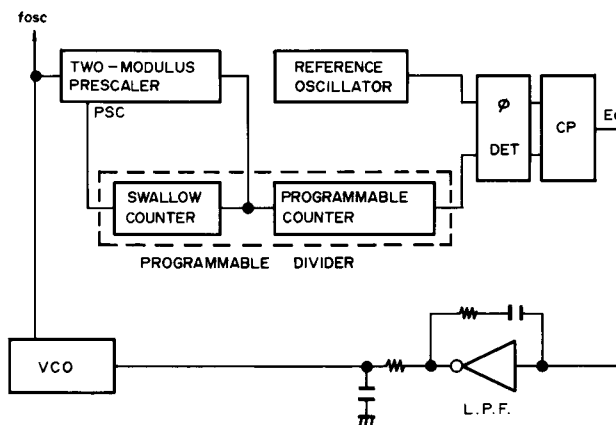 fosc
TWO-MODULUS
PRESCALER
PSC
REFERENCE
OSCILLATOR
φ
DET
CP
SWALLOW
COUNTER
PROGRAMMABLE
COUNTER
PROGRAMMABLE DIVIDER
VCO
L.P.F.